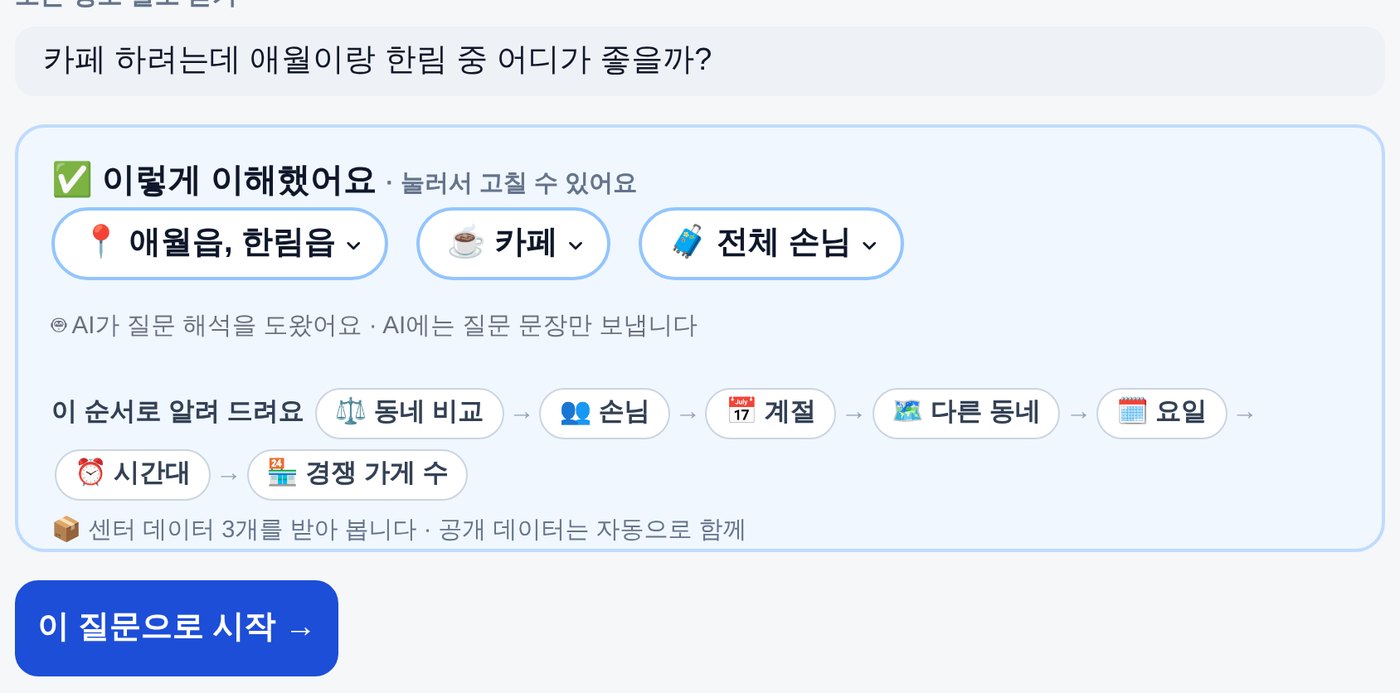 카페 하려는데 애월이랑 한림 중 어디가 좋을까?
✅ 이렇게 이해했어요 · 눌러서 고칠 수 있어요
📍 애월읍, 한림읍 ☕ 카페 🧳 전체 손님
AI가 질문 해석을 도왔어요 · AI에는 질문 문장만 보냅니다
이 순서로 알려 드려요 ⚖️ 동네 비교 → 👥 손님 → 📅 계절 → 🗺️ 다른 동네 → 🗓️ 요일 →
⏰ 시간대 → 🏪 경쟁 가게 수
📦 센터 데이터 3개를 받아 봅니다 · 공개 데이터는 자동으로 함께
이 질문으로 시작 →